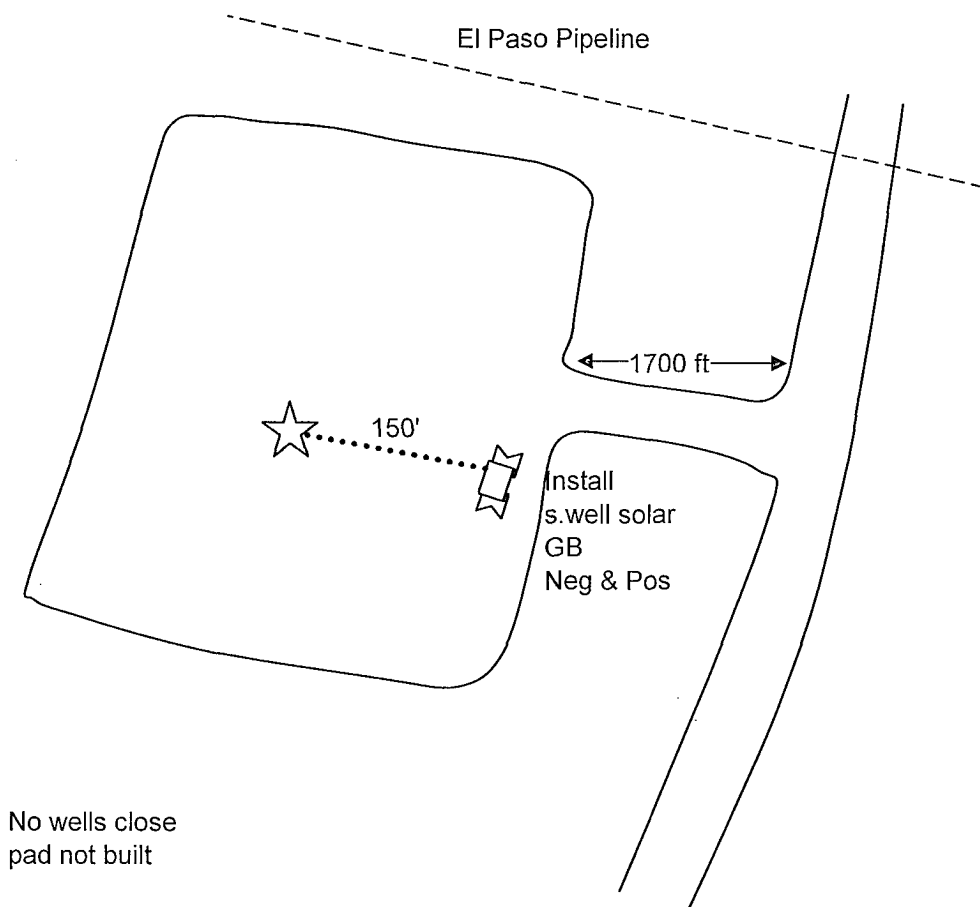 El Paso Pipeline
1700 ft
150'
Install
s.well solar
GB
Neg & Pos
No wells close
pad not built